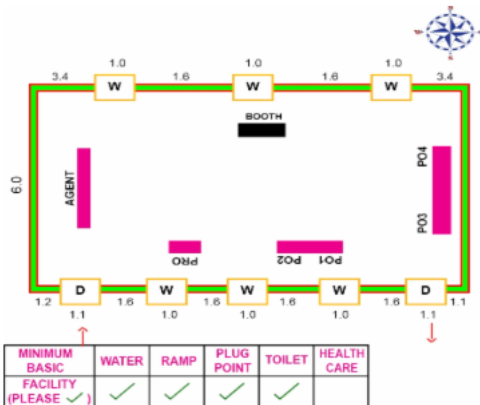 1.0 1.0 1.0
3.4 1.6 1.6 3.4
W W W
BOOTH
6.0
AGENT
PO3 PO4
PRO PO2 PO1
D W W W D
1.2 1.6 1.6 1.6 1.6 1.1
1.1 1.0 1.0 1.0 1.1
MINIMUM BASIC FACILITY (PLEASE ✓) WATER RAMP PLUG POINT TOILET HEALTH CARE
✓ ✓ ✓ ✓